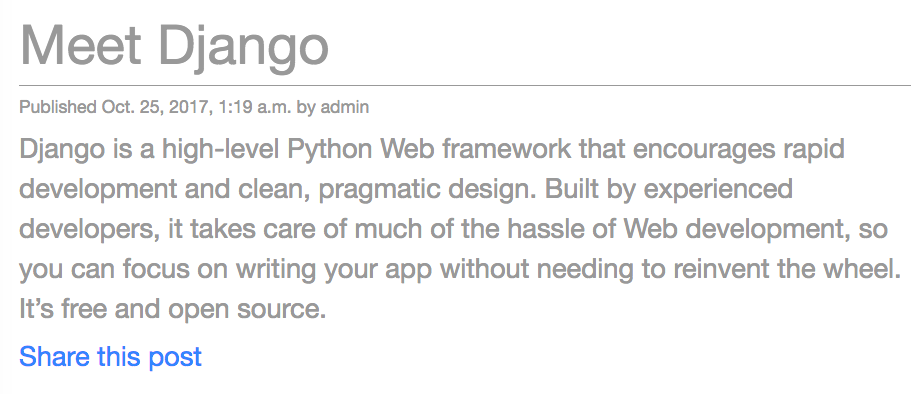 Meet Django
Published Oct. 25, 2017, 1:19 a.m. by admin
Django is a high-level Python Web framework that encourages rapid
development and clean, pragmatic design. Built by experienced
developers, it takes care of much of the hassle of Web development, so
you can focus on writing your app without needing to reinvent the wheel.
It’s free and open source.
Share this post